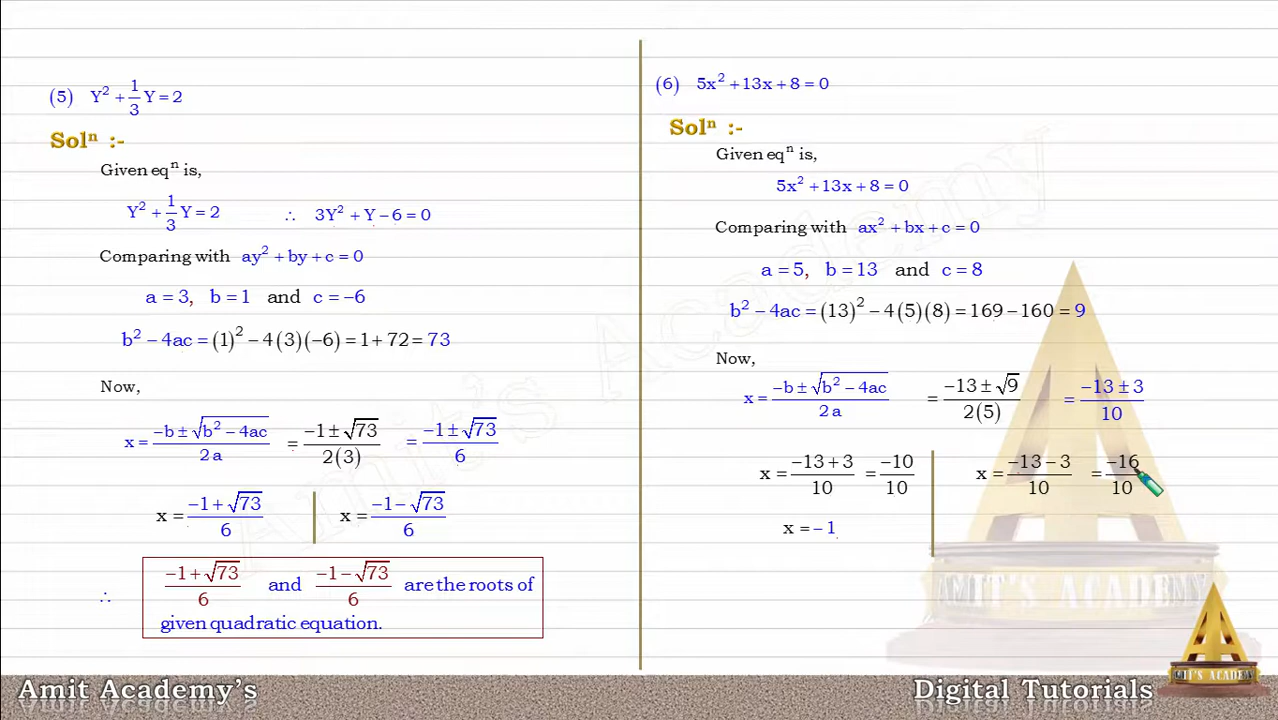 (5) Y² + 1/3 Y = 2
Solⁿ :-
Given eqⁿ is,
Y² + 1/3 Y = 2 ∴ 3Y² + Y − 6 = 0
Comparing with ay² + by + c = 0
a = 3, b = 1 and c = −6
b² − 4ac = (1)² − 4(3)(−6) = 1 + 72 = 73
Now,
x = (−b ± √(b² − 4ac))/(2a) = (−1 ± √73)/(2(3)) = (−1 ± √73)/6
x = (−1 + √73)/6 x = (−1 − √73)/6
∴ (−1 + √73)/6 and (−1 − √73)/6 are the roots of
given quadratic equation.
(6) 5x² + 13x + 8 = 0
Solⁿ :-
Given eqⁿ is,
5x² + 13x + 8 = 0
Comparing with ax² + bx + c = 0
a = 5, b = 13 and c = 8
b² − 4ac = (13)² − 4(5)(8) = 169 − 160 = 9
Now,
x = (−b ± √(b² − 4ac))/(2a) = (−13 ± √9)/(2(5)) = (−13 ± 3)/10
x = (−13 + 3)/10 = −10/10 x = (−13 − 3)/10 = −16/10
x = −1
Amit's Academy
AMIT'S ACADEMY
AMIT'S ACADEMY
Amit Academy's Digital Tutorials